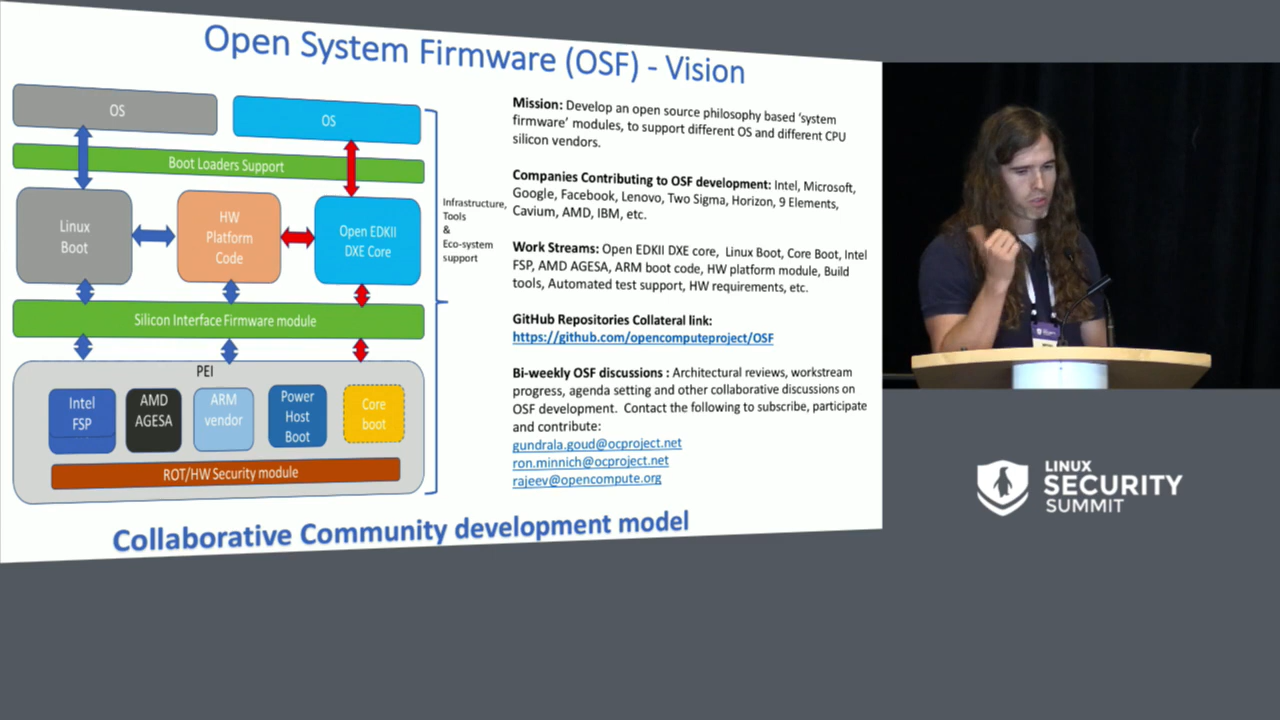 Open System Firmware (OSF) - Vision
OS
OS
Boot Loaders Support
Linux
Boot
HW
Platform
Code
Open EDKII
DXE Core
Infrastructure,
Tools
&
Eco-system
support
Silicon Interface Firmware module
PEI
Intel
FSP
AMD
AGESA
ARM
vendor
Power
Host
Boot
Core
boot
ROT/HW Security module
Mission: Develop an open source philosophy based ‘system
firmware’ modules, to support different OS and different CPU
silicon vendors.
Companies Contributing to OSF development: Intel, Microsoft,
Google, Facebook, Lenovo, Two Sigma, Horizon, 9 Elements,
Cavium, AMD, IBM, etc.
Work Streams: Open EDKII DXE core, Linux Boot, Core Boot, Intel
FSP, AMD AGESA, ARM boot code, HW platform module, Build
tools, Automated test support, HW requirements, etc.
GitHub Repositories Collateral link:
https://github.com/opencomputeproject/OSF
Bi-weekly OSF discussions : Architectural reviews, workstream
progress, agenda setting and other collaborative discussions on
OSF development. Contact the following to subscribe, participate
and contribute:
gundrala.goud@ocproject.net
ron.minnich@ocproject.net
rajeev@opencompute.org
Collaborative Community development model
LINUX
SECURITY
SUMMIT